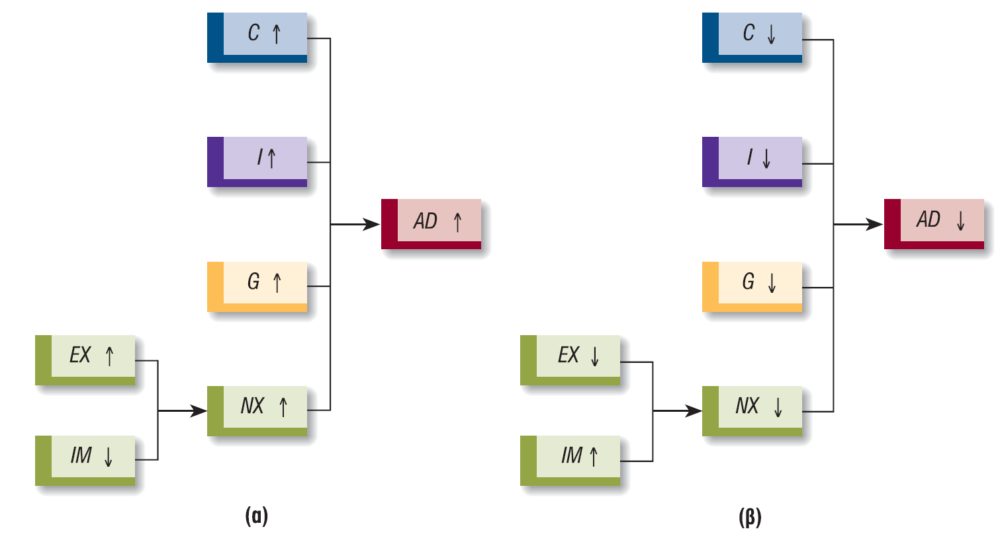 C ↑
I ↑
G ↑
EX ↑
IM ↓
NX ↑
AD ↑
(α)
C ↓
I ↓
G ↓
EX ↓
IM ↑
NX ↓
AD ↓
(β)